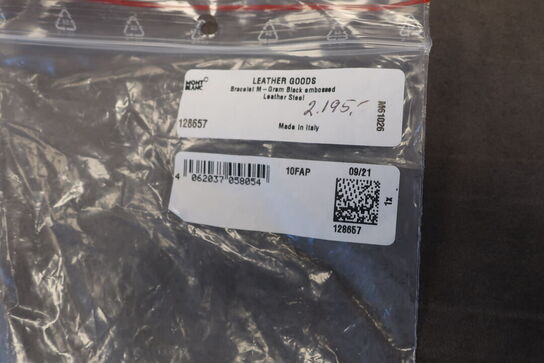 MONT
BLANC
LEATHER GOODS
Bracelet M-Gram Black embossed
Leather Steel
2.195,-
128657
Made in Italy
M61026
4 062037 058054
10FAP
09/21
1x
128657